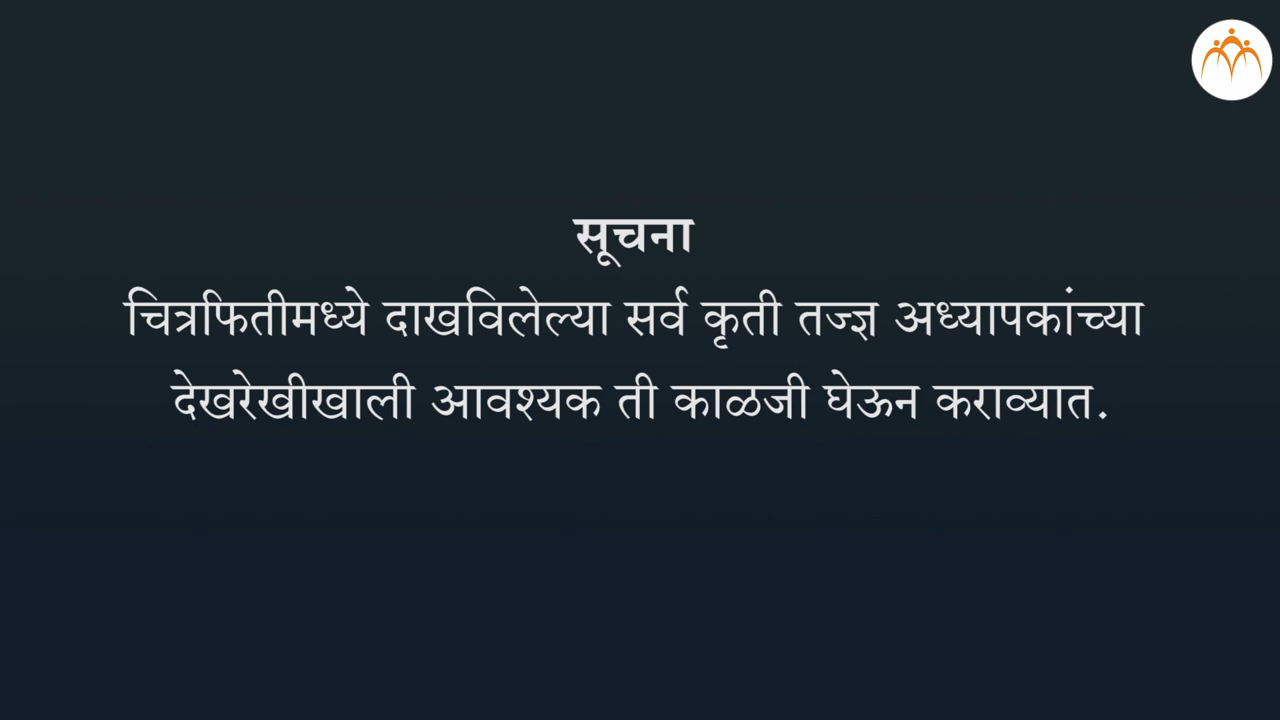 सूचना
चित्रफितीमध्ये दाखविलेल्या सर्व कृती तज्ज्ञ अध्यापकांच्या
देखरेखीखाली आवश्यक ती काळजी घेऊन कराव्यात.